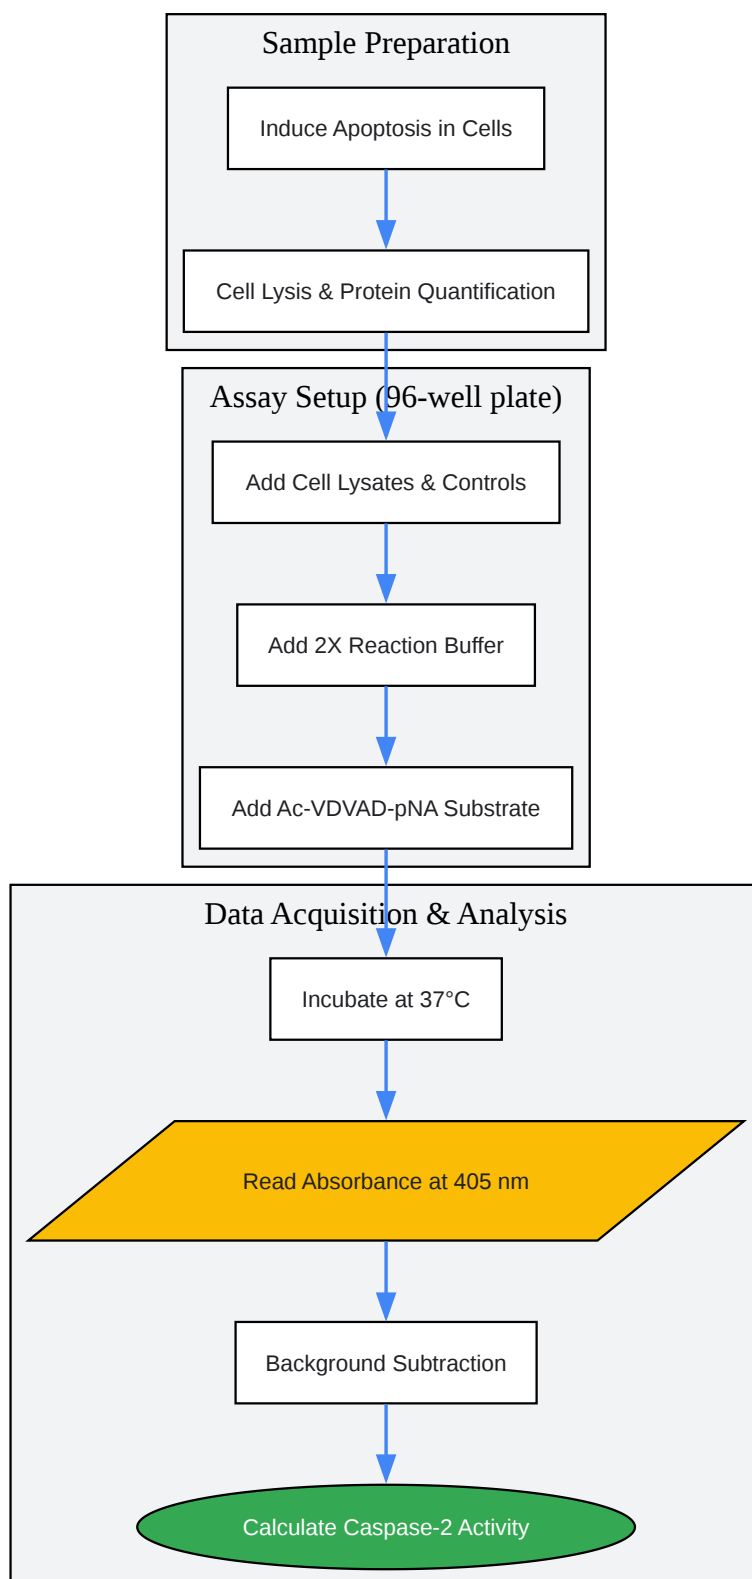 Sample Preparation
Induce Apoptosis in Cells
Cell Lysis & Protein Quantification
Assay Setup (96-well plate)
Add Cell Lysates & Controls
Add 2X Reaction Buffer
Add Ac-VDVAD-pNA Substrate
Data Acquisition & Analysis
Incubate at 37°C
Read Absorbance at 405 nm
Background Subtraction
Calculate Caspase-2 Activity